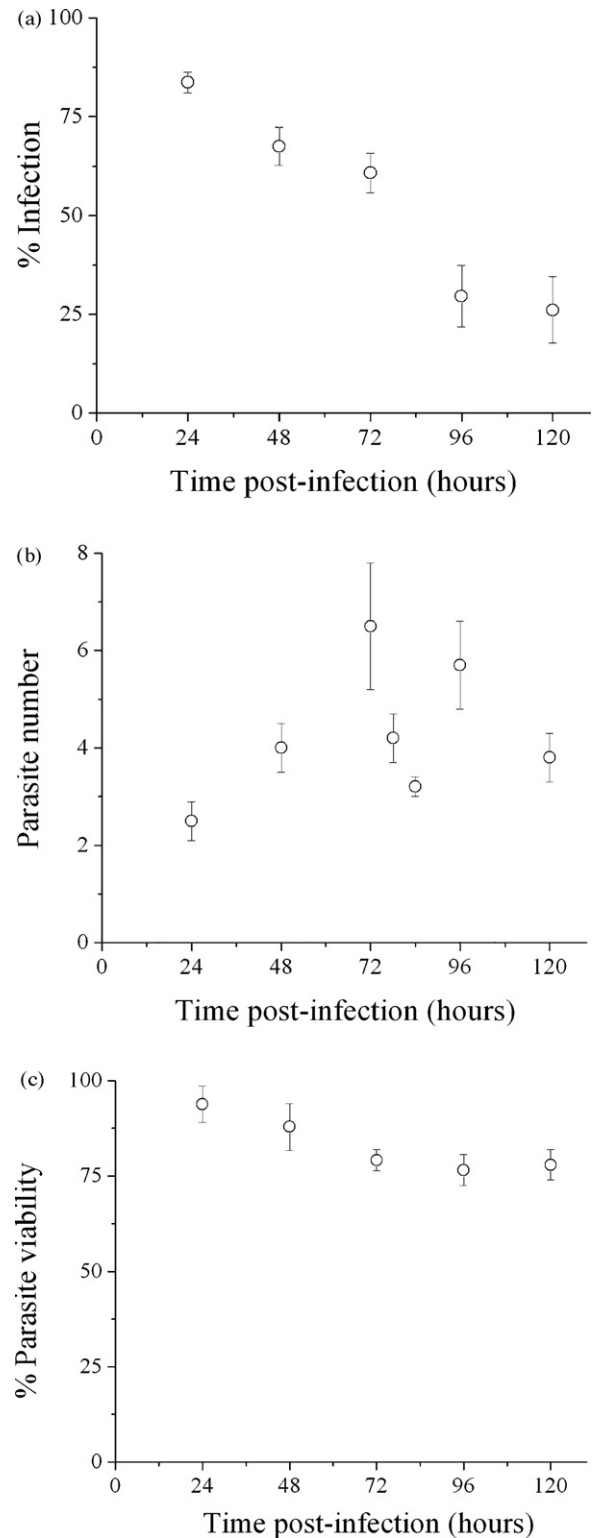 (a)
100
75
50
25
0
% Infection
0 24 48 72 96 120
Time post-infection (hours)
(b)
8
6
4
2
0
Parasite number
0 24 48 72 96 120
Time post-infection (hours)
(c)
100
75
50
25
0
% Parasite viability
0 24 48 72 96 120
Time post-infection (hours)